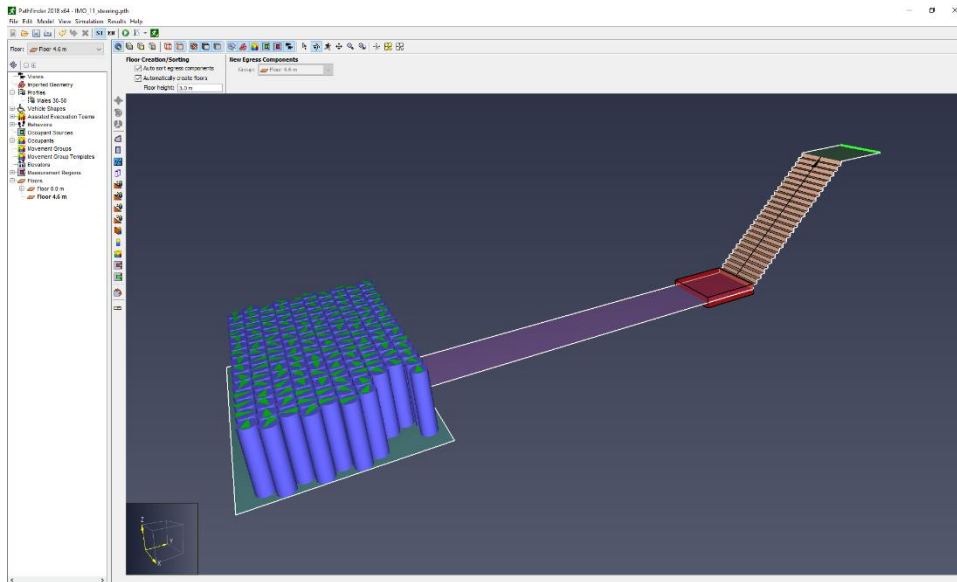 PathFinder 2018 x64 - IMO_11_steering.pth
File Edit Model View Simulation Results Help
Floor: Floor 4.6 m
Floor Creation/Sorting
Auto sort egress components
Automatically create floors
Floor height: 3.0 m
New Egress Components
Group: Floor 4.6 m
Views
Imported Geometry
Profiles
Males 30-50
Vehicle Shapes
Assisted Evacuation Teams
Behaviors
Occupant Sources
Occupants
Movement Groups
Movement Group Templates
Elevators
Measurement Regions
Floors
Floor 0.0 m
Floor 4.6 m
Z
Y
X